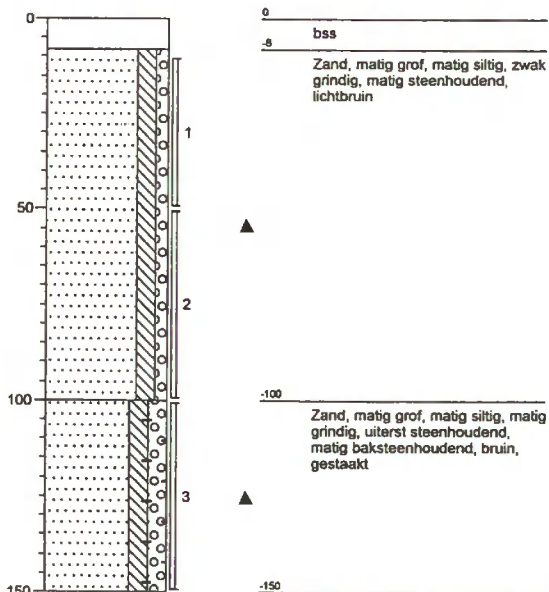 0
0
bss
-8
Zand, matig grof, matig siltig, zwak
grindig, matig steenhoudend,
lichtbruin
1
50
2
100
-100
Zand, matig grof, matig siltig, matig
grindig, uiterst steenhoudend,
matig baksteenhoudend, bruin,
gestaakt
3
150
-150